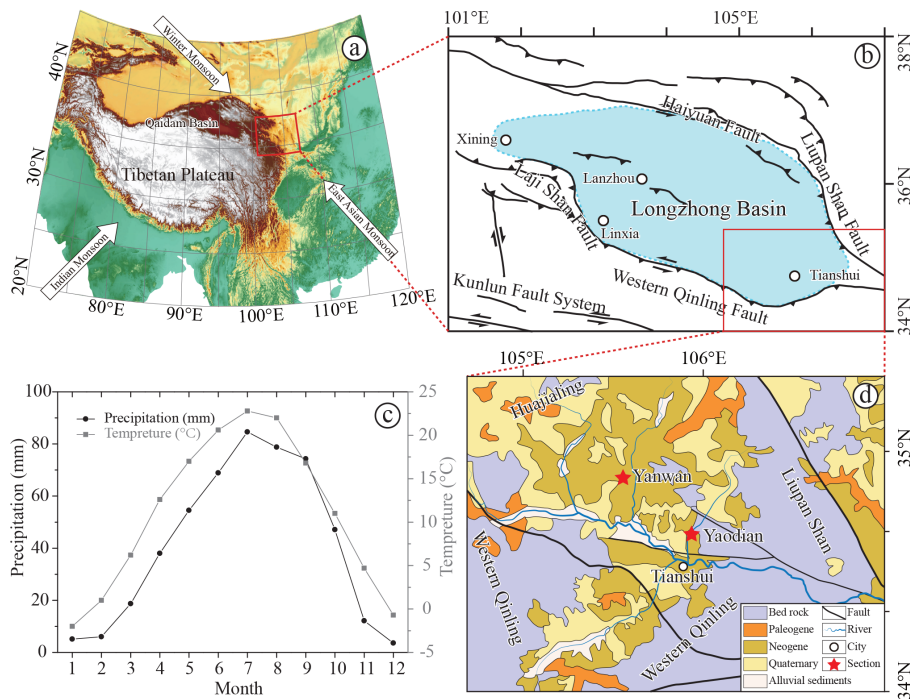 a
40°N
30°N
20°N
80°E
90°E
100°E
110°E
120°E
Winter Monsoon
Qaidam Basin
Tibetan Plateau
Indian Monsoon
East Asian Monsoon
101°E
105°E
b
38°N
36°N
34°N
Xining
Haiyuan Fault
Liupan Shan Fault
Lanzhou
Laji Shan Fault
Longzhong Basin
Linxia
Tianshui
Western Qinling Fault
Kunlun Fault System
c
Precipitation (mm)
Tempreture (°C)
Precipitation (mm)
100
80
60
40
20
0
Tempreture (°C)
25
20
15
10
5
0
-5
1 2 3 4 5 6 7 8 9 10 11 12
Month
105°E
106°E
d
35°N
34°N
Huajialing
Yanwan
Yaodian
Liupan Shan
Tianshui
Western Qinling
Western Qinling
Bed rock
Paleogene
Neogene
Quaternary
Alluvial sediments
Fault
River
City
Section